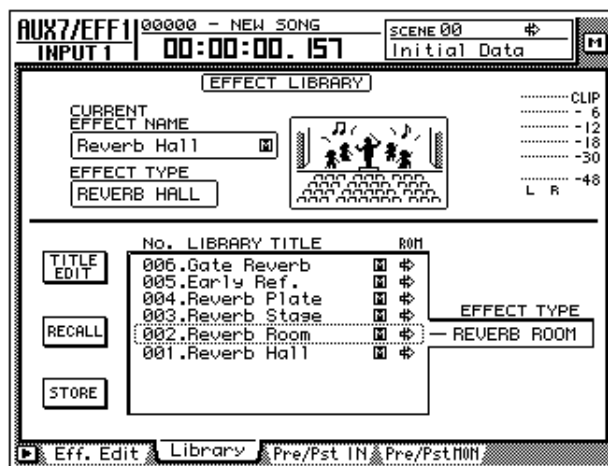 AUX7/EFF1
INPUT 1
00000 - NEW SONG
00:00:00. 157
SCENE 00
Initial Data
M
EFFECT LIBRARY
CURRENT
EFFECT NAME
Reverb Hall M
EFFECT TYPE
REVERB HALL
CLIP
- 6
-12
-18
-30
-48
L R
No. LIBRARY TITLE ROM
006.Gate Reverb M
005.Early Ref. M
004.Reverb Plate M
003.Reverb Stage M
002.Reverb Room M
001.Reverb Hall M
TITLE
EDIT
RECALL
STORE
EFFECT TYPE
REVERB ROOM
Eff. Edit Library Pre/Pst IN Pre/PstMON